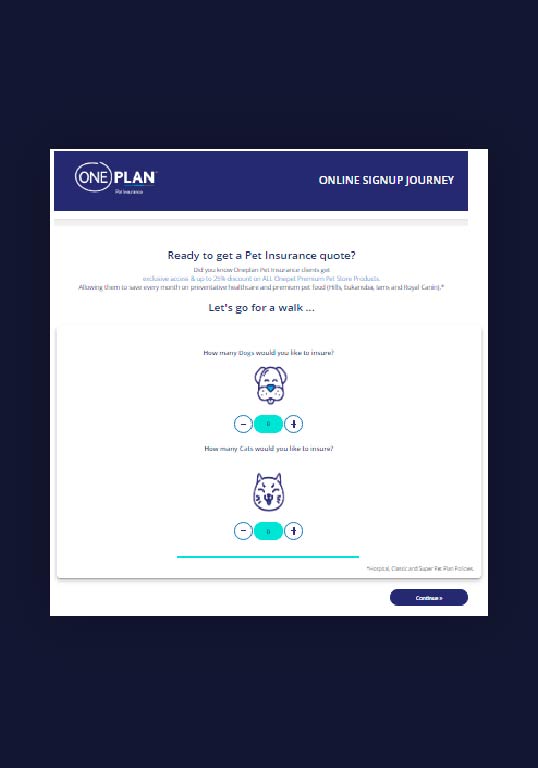 ONEPLAN
Pet Insurance
ONLINE SIGNUP JOURNEY
Ready to get a Pet Insurance quote?
Did you know Oneplan Pet Insurance clients get
exclusive access & up to 25% discount on ALL Onepet Premium Pet Store Products.
Allowing them to save every month on preventative healthcare and premium pet food (Hills, Eukanuba, Iams and Royal Canin).*
Let's go for a walk ...
How many Dogs would you like to insure?
− 0 +
How many Cats would you like to insure?
− 0 +
*Hospital, Classic and Super Pet Plan Policies.
Continue »